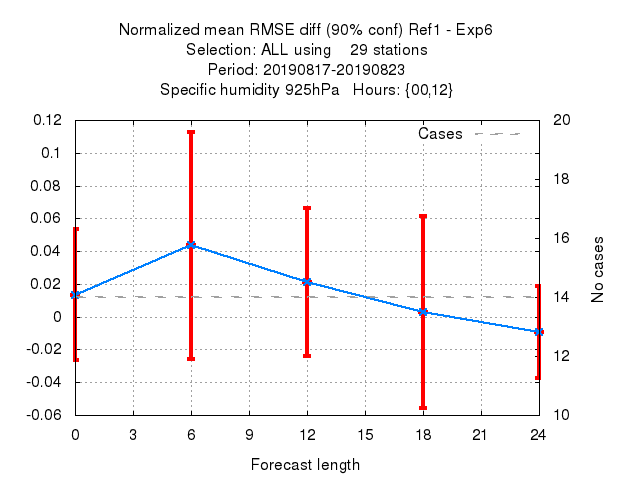 Normalized mean RMSE diff (90% conf) Ref1 - Exp6
Selection: ALL using    29 stations
Period: 20190817-20190823
Specific humidity 925hPa   Hours: {00,12}
Cases
0.12
0.1
0.08
0.06
0.04
0.02
0
-0.02
-0.04
-0.06
20
18
16
14
12
10
No cases
0 3 6 9 12 15 18 21 24
Forecast length